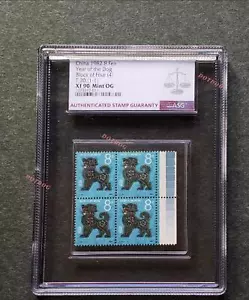 China 1982 8 Fen
Year of the Dog
Block of Four (4)
XF 90 Mint OG
ASG
AUTHENTICATED STAMP GUARANTY
8 8
8 8